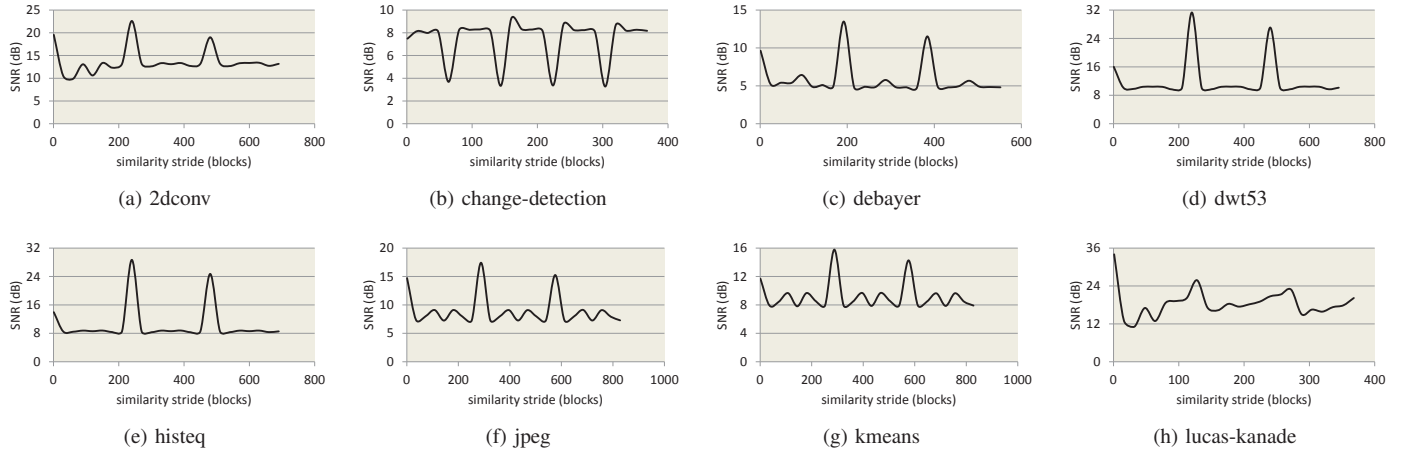 25
20
15
10
5
0
SNR (dB)
0 200 400 600 800
similarity stride (blocks)
(a) 2dconv
10
8
6
4
2
0
SNR (dB)
0 100 200 300 400
similarity stride (blocks)
(b) change-detection
15
10
5
0
SNR (dB)
0 200 400 600
similarity stride (blocks)
(c) debayer
32
24
16
8
0
SNR (dB)
0 200 400 600 800
similarity stride (blocks)
(d) dwt53
32
24
16
8
0
SNR (dB)
0 200 400 600 800
similarity stride (blocks)
(e) histeq
20
15
10
5
0
SNR (dB)
0 200 400 600 800 1000
similarity stride (blocks)
(f) jpeg
16
12
8
4
0
SNR (dB)
0 200 400 600 800 1000
similarity stride (blocks)
(g) kmeans
36
24
12
0
SNR (dB)
0 100 200 300 400
similarity stride (blocks)
(h) lucas-kanade